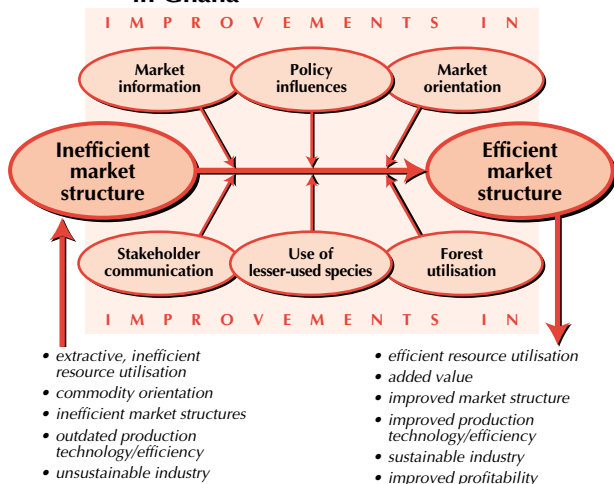 in Ghana
I M P R O V E M E N T S I N
Market
information
Policy
influences
Market
orientation
Inefficient
market
structure
Efficient
market
structure
Stakeholder
communication
Use of
lesser-used species
Forest
utilisation
I M P R O V E M E N T S I N
• extractive, inefficient
resource utilisation
• commodity orientation
• inefficient market structures
• outdated production
technology/efficiency
• unsustainable industry
• efficient resource utilisation
• added value
• improved market structure
• improved production
technology/efficiency
• sustainable industry
• improved profitability